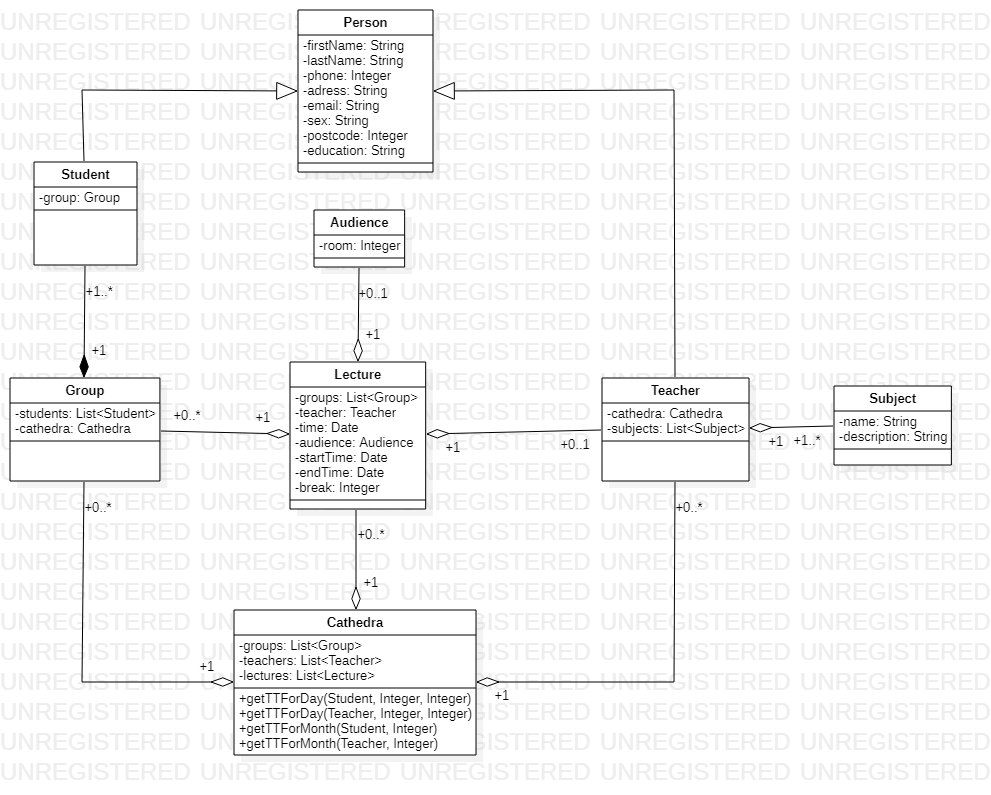 Person
-firstName: String
-lastName: String
-phone: Integer
-adress: String
-email: String
-sex: String
-postcode: Integer
-education: String
Student
-group: Group
Audience
-room: Integer
+1..*
+0..1
+1
+1
Group
-students: List<Student>
-cathedra: Cathedra
+0..*
+1
Lecture
-groups: List<Group>
-teacher: Teacher
-time: Date
-audience: Audience
-startTime: Date
-endTime: Date
-break: Integer
+1
+0..1
Teacher
-cathedra: Cathedra
-subjects: List<Subject>
+1
+1..*
Subject
-name: String
-description: String
+0..*
+0..*
+0..*
+1
+1
+1
Cathedra
-groups: List<Group>
-teachers: List<Teacher>
-lectures: List<Lecture>
+getTTForDay(Student, Integer, Integer)
+getTTForDay(Teacher, Integer, Integer)
+getTTForMonth(Student, Integer)
+getTTForMonth(Teacher, Integer)
UNREGISTERED